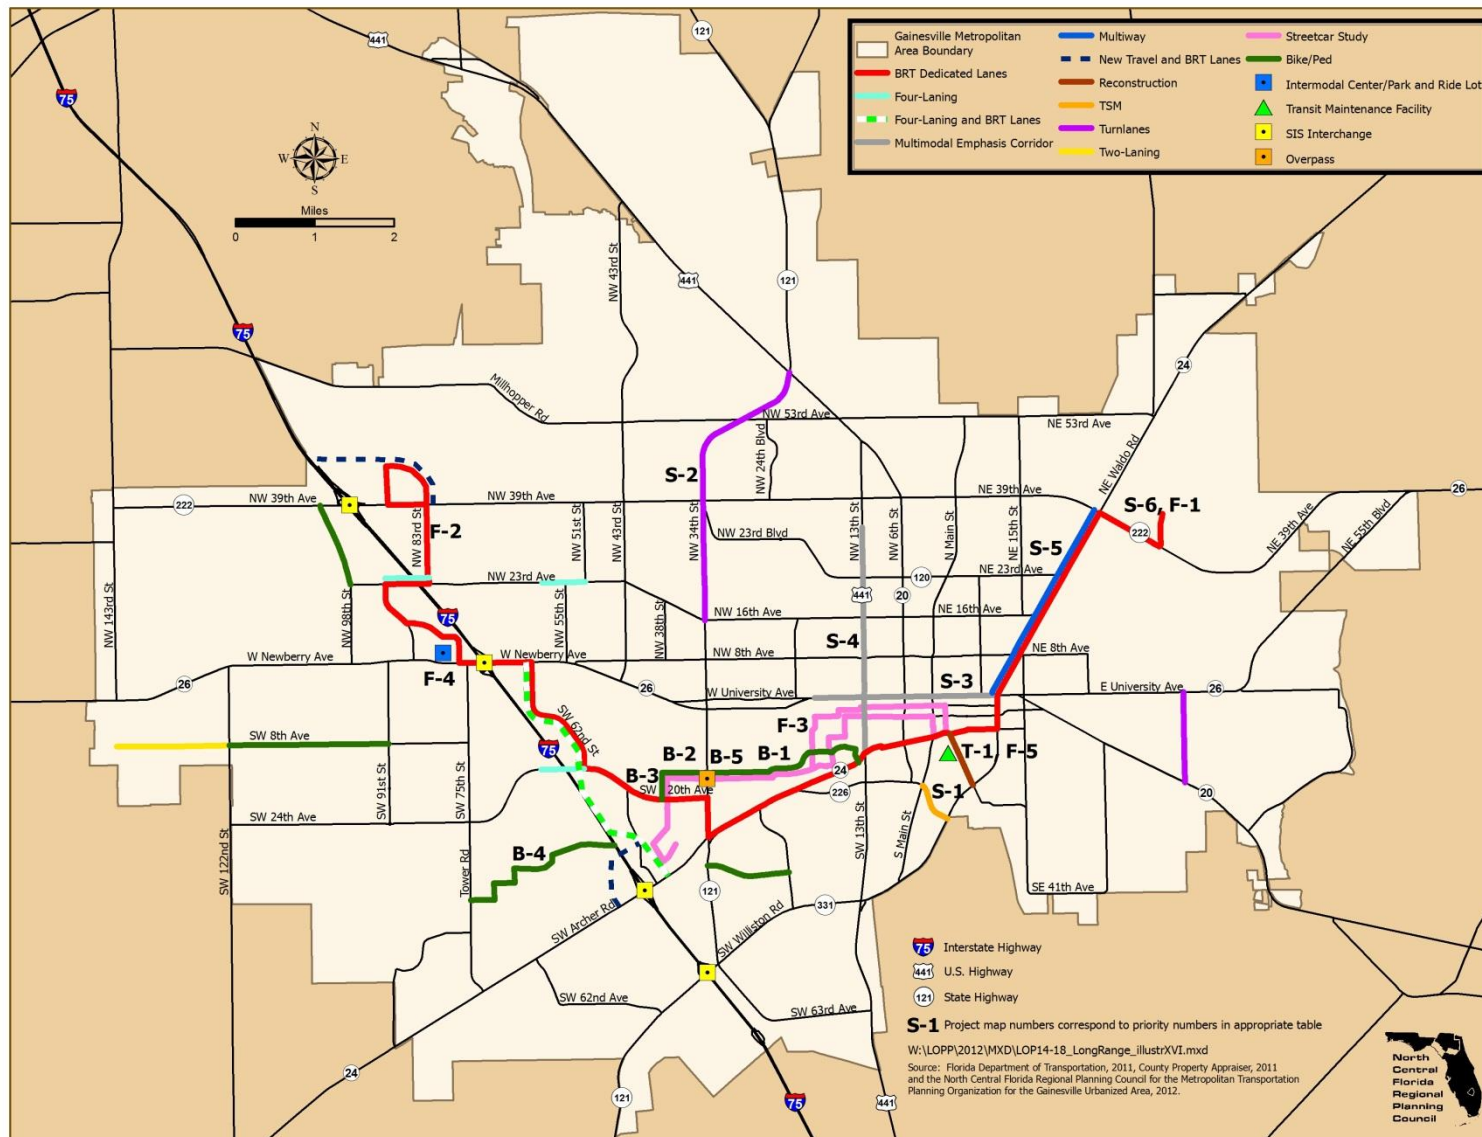 Gainesville Metropolitan
Area Boundary
BRT Dedicated Lanes
Four-Laning
Four-Laning and BRT Lanes
Multimodal Emphasis Corridor
Multiway
New Travel and BRT Lanes
Reconstruction
TSM
Turnlanes
Two-Laning
Streetcar Study
Bike/Ped
Intermodal Center/Park and Ride Lot
Transit Maintenance Facility
SIS Interchange
Overpass
441
121
75
N
W E
S
Miles
0 1 2
75
441
121
NW 43rd St
24
Millhopper Rd
NW 53rd Ave
NE 53rd Ave
NE Waldo Rd
NW 24th Blvd
S-2
222
NW 39th Ave
NW 39th Ave
NE 39th Ave
S-6, F-1
222
26
NE 39th Ave
NE 55th Blvd
F-2
NW 83rd St
NW 51st St
NW 43rd St
NW 34th St
NW 23rd Blvd
NW 13th St
NW 6th St
N Main St
NE 15th St
S-5
NW 143rd St
NW 98th St
NW 23rd Ave
120
NE 23rd Ave
441
20
75
NW 55th St
NW 38th St
NW 16th Ave
NE 16th Ave
W Newberry Ave
W Newberry Ave
NW 8th Ave
S-4
NE 8th Ave
F-4
26
26
W University Ave
S-3
E University Ave
26
SW 8th Ave
SW 62nd St
75
F-3
B-2
B-5
B-1
T-1
F-5
B-3
SW 20th Ave
24
226
S-1
20
SW 122nd St
SW 91st St
SW 75th St
SW 24th Ave
Tower Rd
B-4
SW 13th St
S Main St
121
SE 41th Ave
331
SW Archer Rd
SW Williston Rd
SW 62nd Ave
SW 63rd Ave
24
121
75
441
75 Interstate Highway
441 U.S. Highway
121 State Highway
S-1 Project map numbers correspond to priority numbers in appropriate table
W:\LOPP\2012\MXD\LOP14-18_LongRange_illustrXVI.mxd
Source: Florida Department of Transportation, 2011, County Property Appraiser, 2011
and the North Central Florida Regional Planning Council for the Metropolitan Transportation
Planning Organization for the Gainesville Urbanized Area, 2012.
North
Central
Florida
Regional
Planning
Council